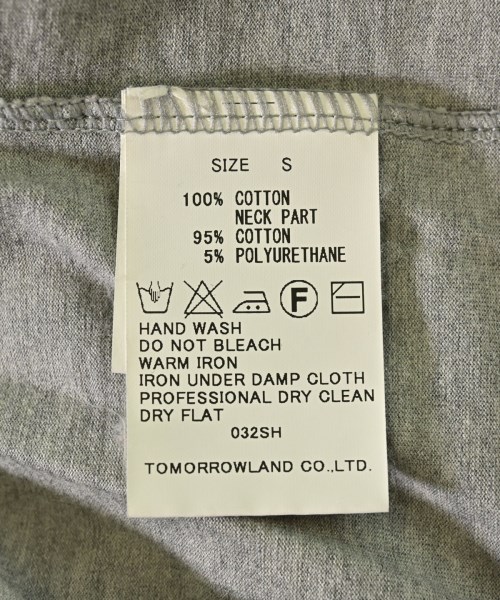 SIZE S
100% COTTON
NECK PART
95% COTTON
5% POLYURETHANE
F
HAND WASH
DO NOT BLEACH
WARM IRON
IRON UNDER DAMP CLOTH
PROFESSIONAL DRY CLEAN
DRY FLAT
032SH
TOMORROWLAND CO.,LTD.